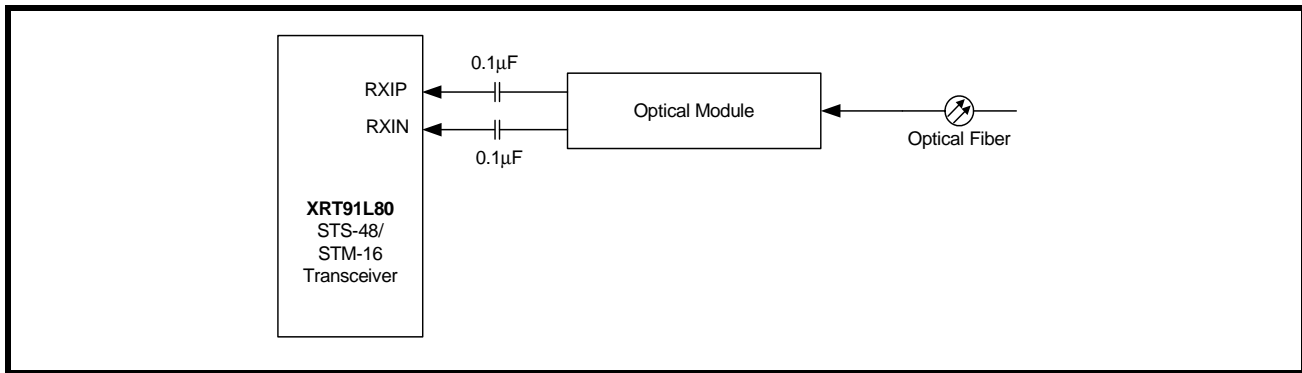 0.1μF
RXIP
RXIN
0.1μF
Optical Module
Optical Fiber
XRT91L80
STS-48/
STM-16
Transceiver